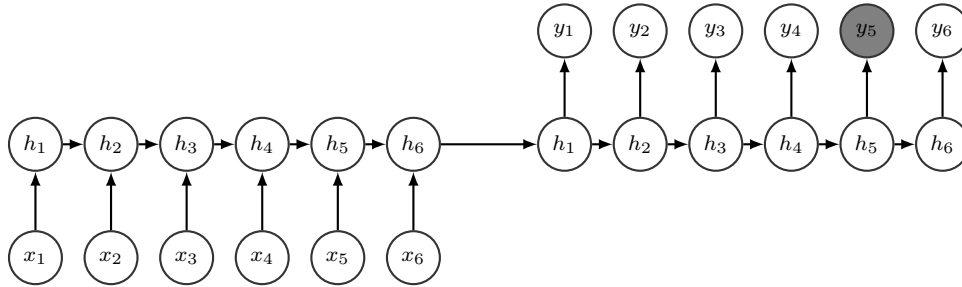 y₁ y₂ y₃ y₄ y₅ y₆
h₁ h₂ h₃ h₄ h₅ h₆ h₁ h₂ h₃ h₄ h₅ h₆
x₁ x₂ x₃ x₄ x₅ x₆